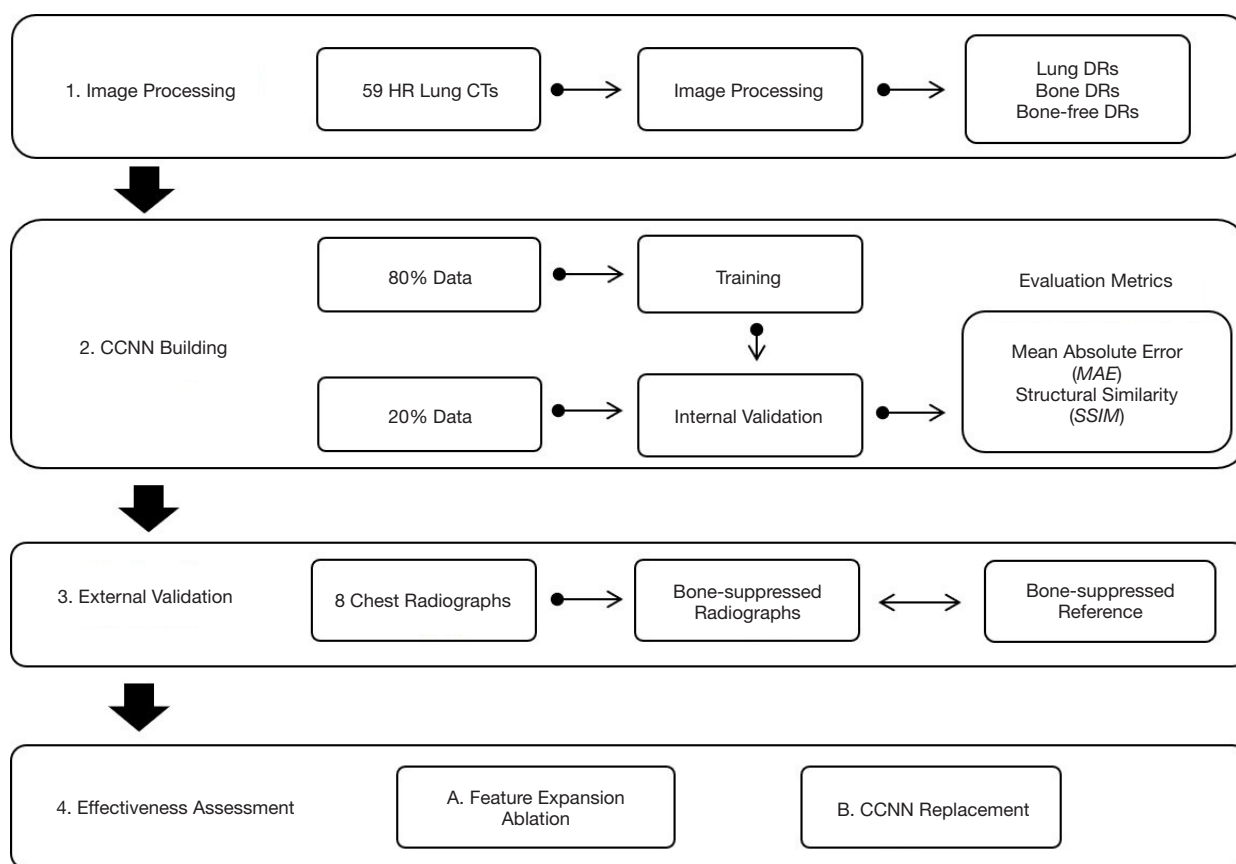 1. Image Processing
59 HR Lung CTs
Image Processing
Lung DRs
Bone DRs
Bone-free DRs
2. CCNN Building
80% Data
Training
20% Data
Internal Validation
Evaluation Metrics
Mean Absolute Error
(MAE)
Structural Similarity
(SSIM)
3. External Validation
8 Chest Radiographs
Bone-suppressed
Radiographs
Bone-suppressed
Reference
4. Effectiveness Assessment
A. Feature Expansion
Ablation
B. CCNN Replacement